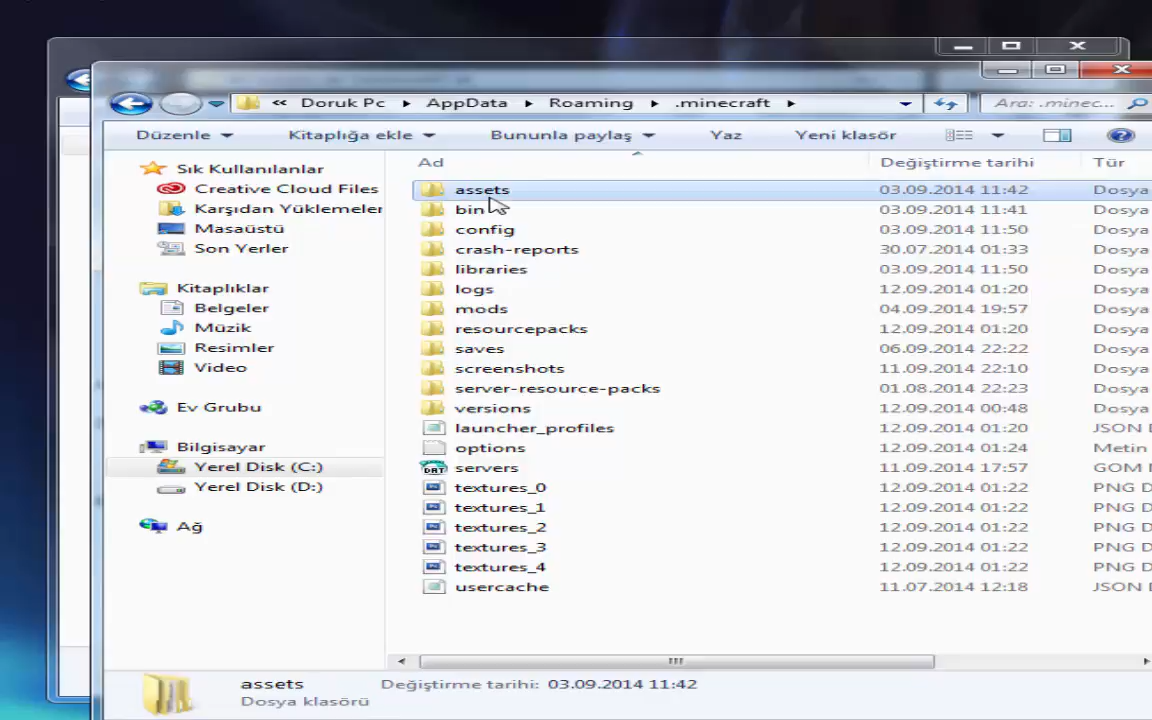 « Doruk Pc ▸ AppData ▸ Roaming ▸ .minecraft ▸
Ara: .minec...
Düzenle
Kitaplığa ekle
Bununla paylaş
Yaz
Yeni klasör
Sık Kullanılanlar
Creative Cloud Files
Karşıdan Yüklemeler
Masaüstü
Son Yerler
Kitaplıklar
Belgeler
Müzik
Resimler
Video
Ev Grubu
Bilgisayar
Yerel Disk (C:)
Yerel Disk (D:)
Ağ
Ad Değiştirme tarihi Tür
assets 03.09.2014 11:42 Dosya
bin 03.09.2014 11:41 Dosya
config 03.09.2014 11:50 Dosya
crash-reports 30.07.2014 01:33 Dosya
libraries 03.09.2014 11:50 Dosya
logs 12.09.2014 01:20 Dosya
mods 04.09.2014 19:57 Dosya
resourcepacks 12.09.2014 01:20 Dosya
saves 06.09.2014 22:22 Dosya
screenshots 11.09.2014 22:10 Dosya
server-resource-packs 01.08.2014 22:23 Dosya
versions 12.09.2014 00:48 Dosya
launcher_profiles 12.09.2014 01:20 JSON D
options 12.09.2014 01:24 Metin
servers 11.09.2014 17:57 GOM
textures_0 12.09.2014 01:22 PNG D
textures_1 12.09.2014 01:22 PNG D
textures_2 12.09.2014 01:22 PNG D
textures_3 12.09.2014 01:22 PNG D
textures_4 12.09.2014 01:22 PNG D
usercache 11.07.2014 12:18 JSON D
assets Değiştirme tarihi: 03.09.2014 11:42
Dosya klasörü